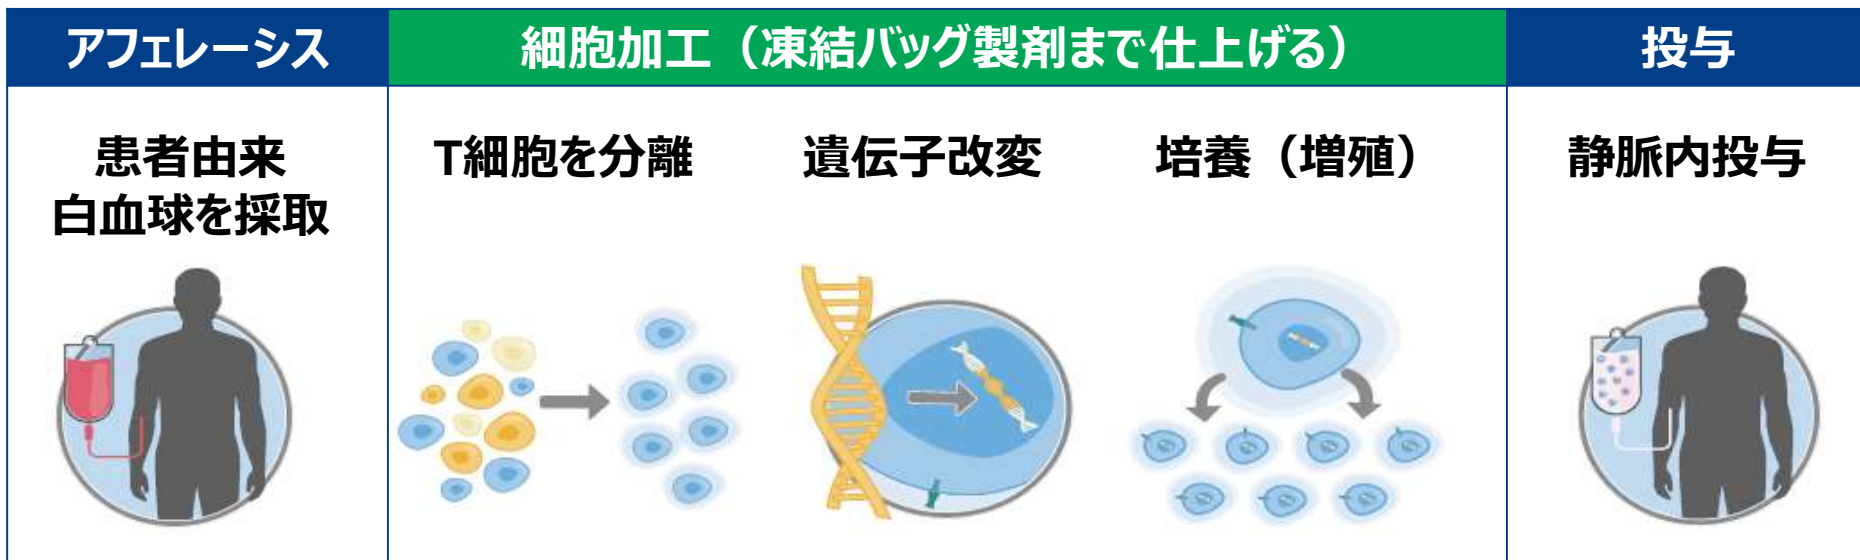 アフェレーシス
細胞加工（凍結バッグ製剤まで仕上げる）
投与
患者由来
白血球を採取
T細胞を分離
遺伝子改変
培養（増殖）
静脈内投与